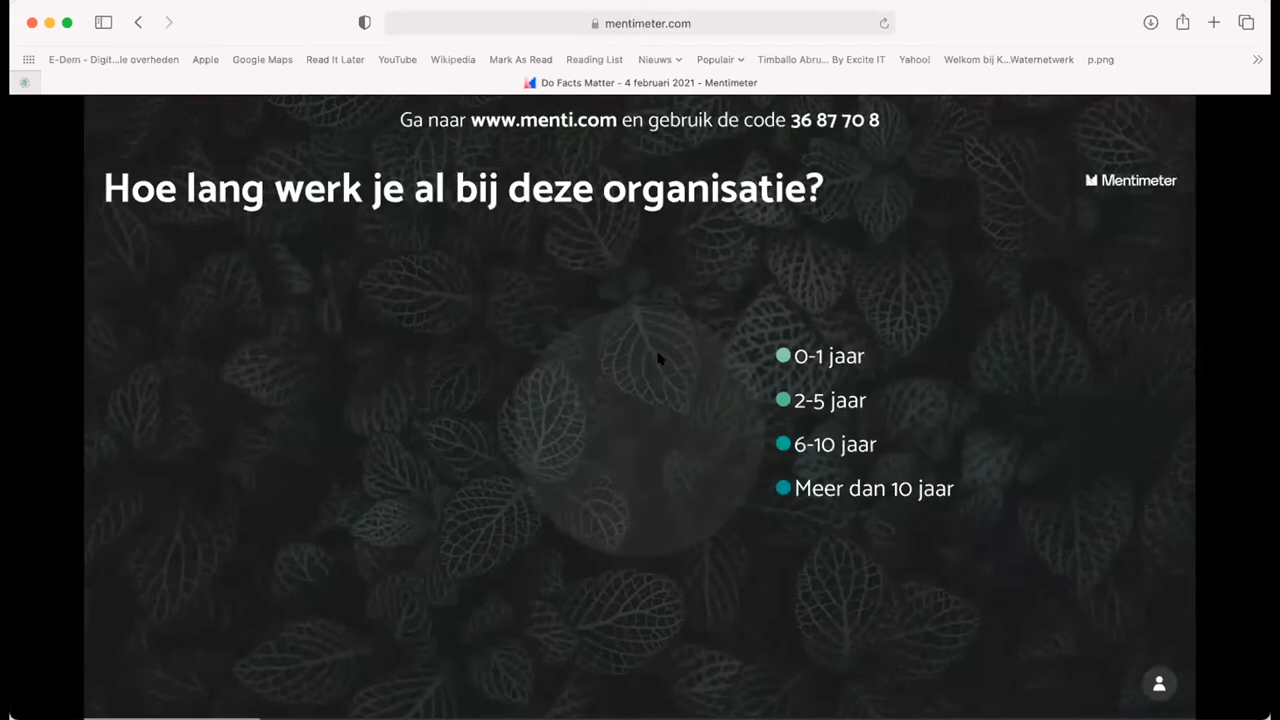 mentimeter.com
E-Dem - Digit...le overheden Apple Google Maps Read It Later YouTube Wikipedia Mark As Read Reading List Nieuws Populair Timballo Abru... By Excite IT Yahoo! Welkom bij K...Waternetwerk p.png
Do Facts Matter - 4 februari 2021 - Mentimeter
Ga naar www.menti.com en gebruik de code 36 87 70 8
Hoe lang werk je al bij deze organisatie?
Mentimeter
0-1 jaar
2-5 jaar
6-10 jaar
Meer dan 10 jaar